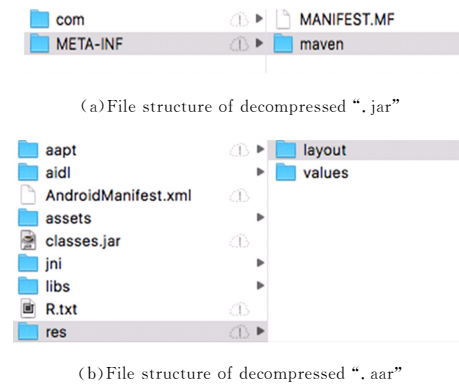 com
META-INF
MANIFEST.MF
maven
(a)File structure of decompressed “.jar”
aapt
aidl
AndroidManifest.xml
assets
classes.jar
jni
libs
R.txt
res
layout
values
(b)File structure of decompressed “.aar”